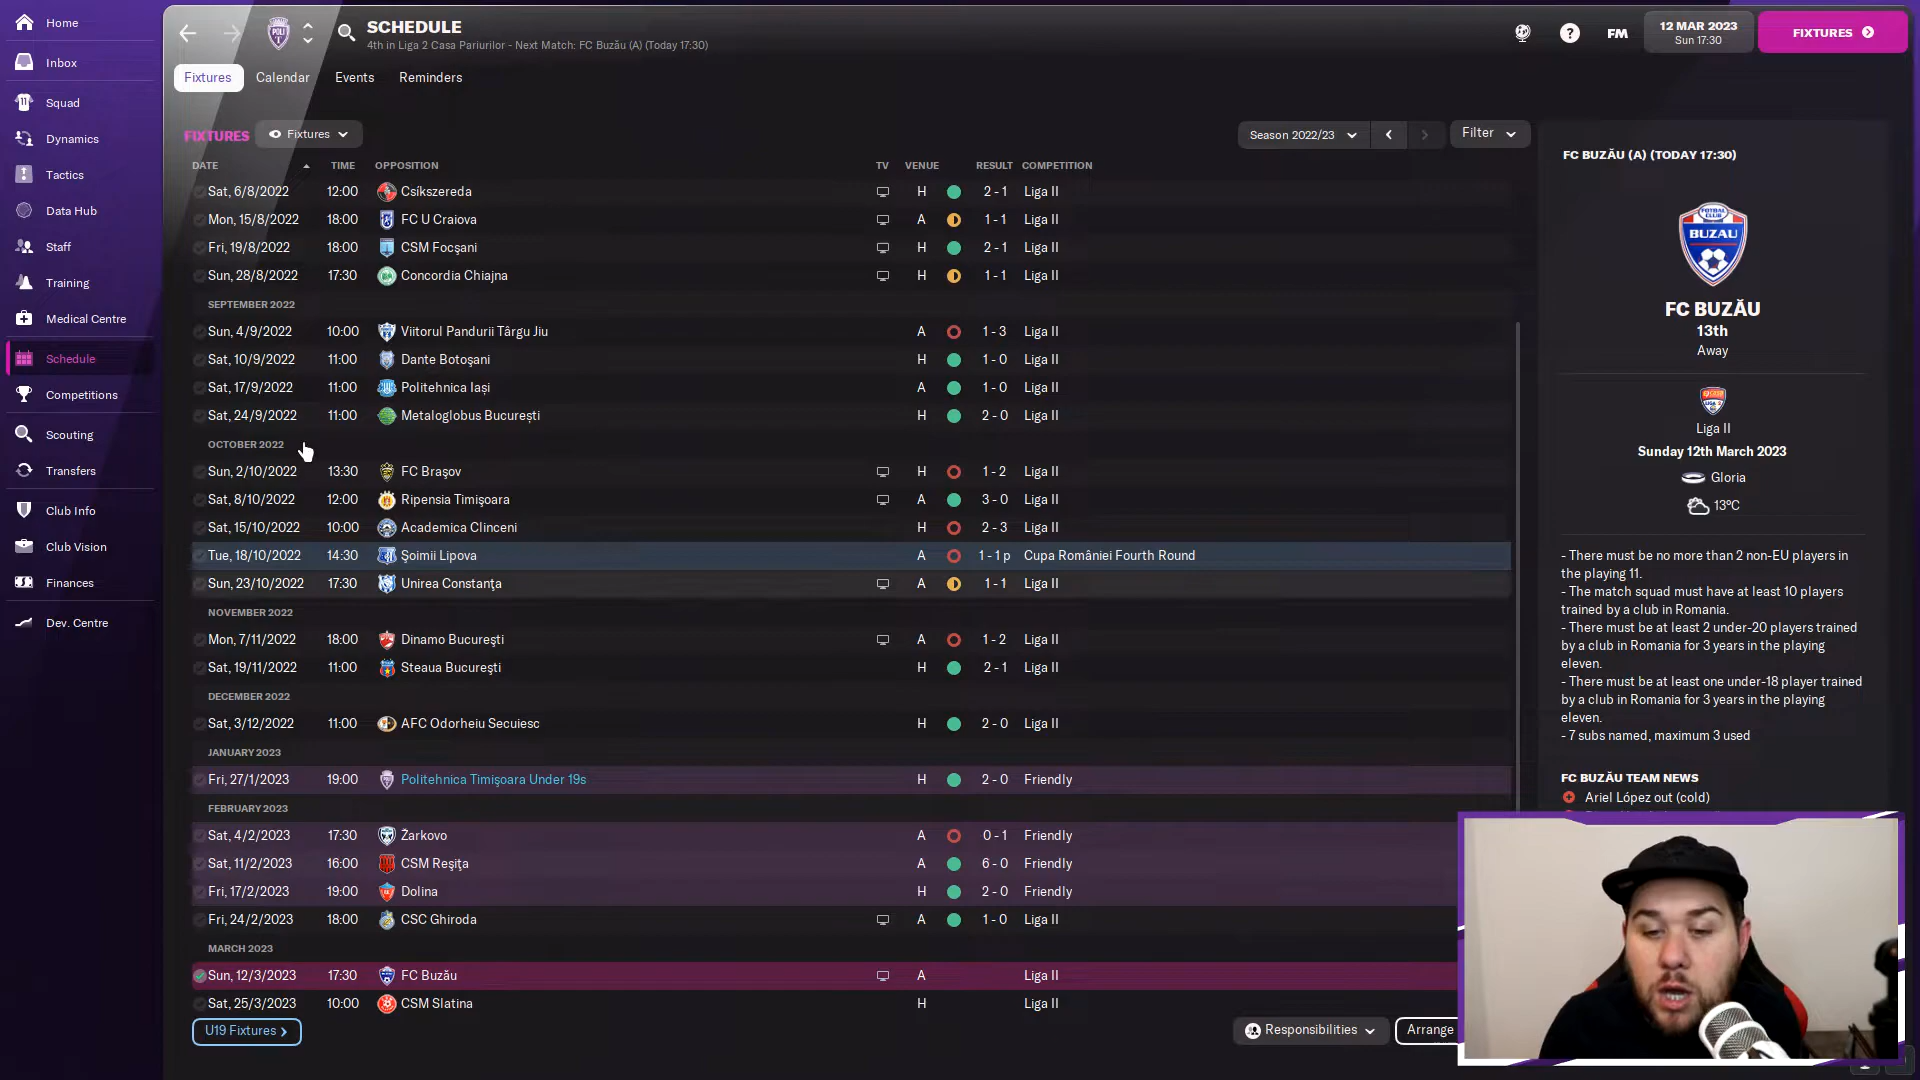 Home
Inbox
Squad
Dynamics
Tactics
Data Hub
Staff
Training
Medical Centre
Schedule
Competitions
Scouting
Transfers
Club Info
Club Vision
Finances
Dev. Centre
SCHEDULE
4th in Liga 2 Casa Pariurilor - Next Match: FC Buzău (A) (Today 17:30)
FM
12 MAR 2023
Sun 17:30
FIXTURES
Fixtures Calendar Events Reminders
FIXTURES Fixtures
Season 2022/23 Filter
DATE TIME OPPOSITION TV VENUE RESULT COMPETITION
Sat, 6/8/2022 12:00 Csíkszereda H 2 - 1 Liga II
Mon, 15/8/2022 18:00 FC U Craiova A 1 - 1 Liga II
Fri, 19/8/2022 18:00 CSM Focşani H 2 - 1 Liga II
Sun, 28/8/2022 17:30 Concordia Chiajna H 1 - 1 Liga II
SEPTEMBER 2022
Sun, 4/9/2022 10:00 Viitorul Pandurii Târgu Jiu A 1 - 3 Liga II
Sat, 10/9/2022 11:00 Dante Botoşani H 1 - 0 Liga II
Sat, 17/9/2022 11:00 Politehnica Iași A 1 - 0 Liga II
Sat, 24/9/2022 11:00 Metaloglobus București H 2 - 0 Liga II
OCTOBER 2022
Sun, 2/10/2022 13:30 FC Braşov H 1 - 2 Liga II
Sat, 8/10/2022 12:00 Ripensia Timişoara A 3 - 0 Liga II
Sat, 15/10/2022 10:00 Academica Clinceni H 2 - 3 Liga II
Tue, 18/10/2022 14:30 Şoimii Lipova A 1 - 1 p Cupa României Fourth Round
Sun, 23/10/2022 17:30 Unirea Constanţa A 1 - 1 Liga II
NOVEMBER 2022
Mon, 7/11/2022 18:00 Dinamo Bucureşti A 1 - 2 Liga II
Sat, 19/11/2022 11:00 Steaua Bucureşti H 2 - 1 Liga II
DECEMBER 2022
Sat, 3/12/2022 11:00 AFC Odorheiu Secuiesc H 2 - 0 Liga II
JANUARY 2023
Fri, 27/1/2023 19:00 Politehnica Timişoara Under 19s H 2 - 0 Friendly
FEBRUARY 2023
Sat, 4/2/2023 17:30 Žarkovo A 0 - 1 Friendly
Sat, 11/2/2023 16:00 CSM Reşiţa A 6 - 0 Friendly
Fri, 17/2/2023 19:00 Dolina H 2 - 0 Friendly
Fri, 24/2/2023 18:00 CSC Ghiroda A 1 - 0 Liga II
MARCH 2023
Sun, 12/3/2023 17:30 FC Buzău A Liga II
Sat, 25/3/2023 10:00 CSM Slatina H Liga II
U19 Fixtures
Responsibilities
Arrange
FC BUZĂU (A) (TODAY 17:30)
BUZAU
FC BUZĂU
13th
Away
Liga II
Sunday 12th March 2023
Gloria
13°C
- There must be no more than 2 non-EU players in
the playing 11.
- The match squad must have at least 10 players
trained by a club in Romania.
- There must be at least 2 under-20 players trained
by a club in Romania for 3 years in the playing
eleven.
- There must be at least one under-18 player trained
by a club in Romania for 3 years in the playing
eleven.
- 7 subs named, maximum 3 used
FC BUZĂU TEAM NEWS
Ariel López out (cold)